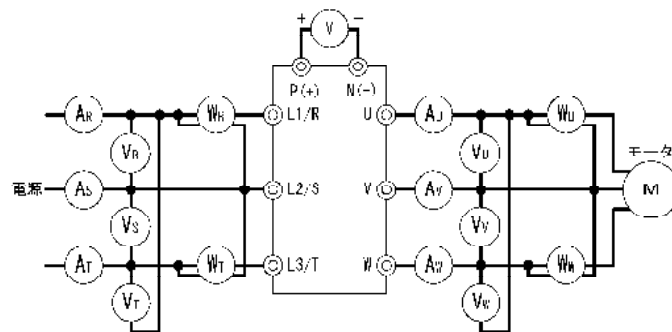 + V −
P(+) N(-)
AR WR L1/R U AU WU
VR VU モータ
電源 AS L2/S V AV M
VS VV
AT WT L3/T W AW WW
VT VW